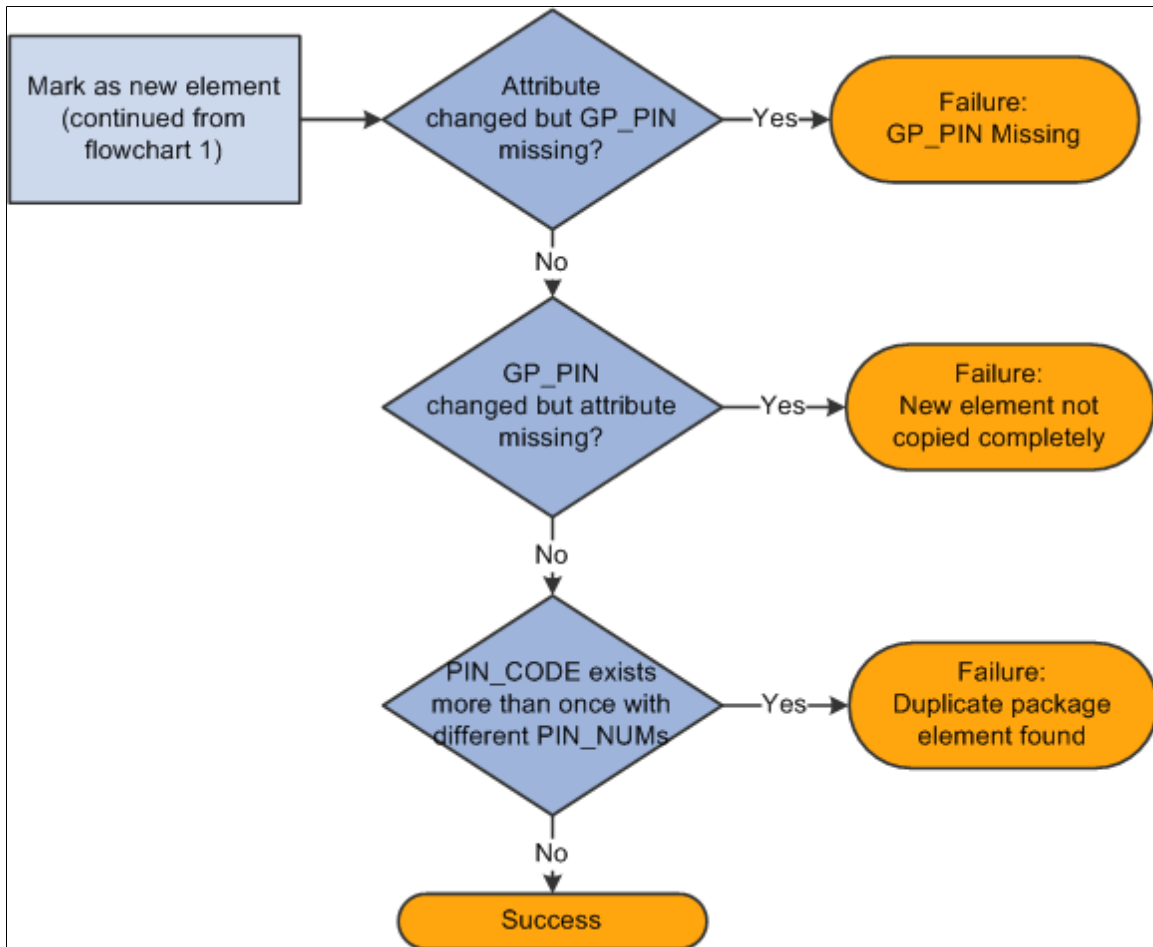 Mark as new element
(continued from
flowchart 1)
Attribute
changed but GP_PIN
missing?
Yes
Failure:
GP_PIN Missing
No
GP_PIN
changed but attribute
missing?
Yes
Failure:
New element not
copied completely
No
PIN_CODE exists
more than once with
different PIN_NUMs
Yes
Failure:
Duplicate package
element found
No
Success